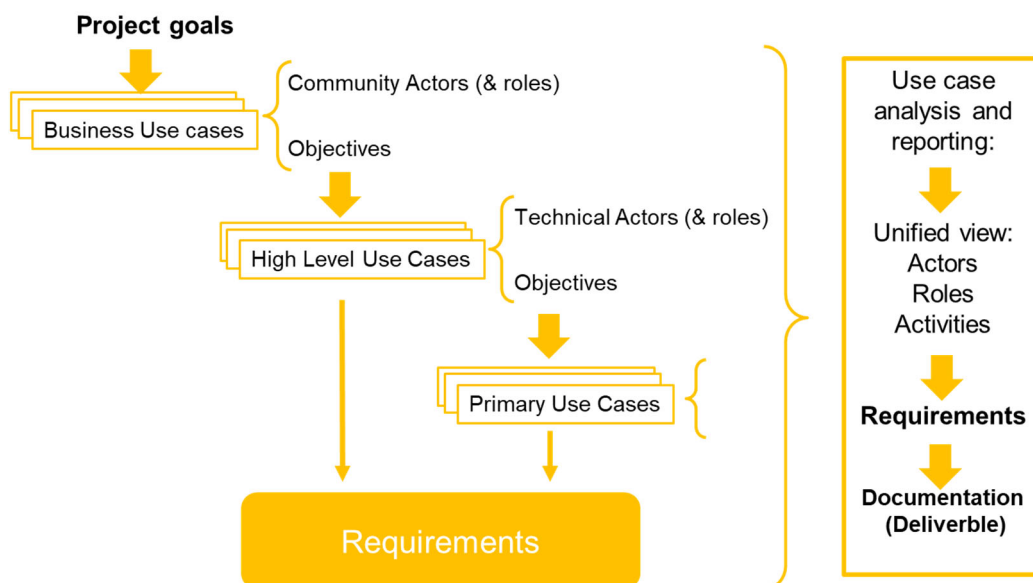 Project goals
Business Use cases
Community Actors (& roles)
Objectives
High Level Use Cases
Technical Actors (& roles)
Objectives
Primary Use Cases
Requirements
Use case
analysis and
reporting:
Unified view:
Actors
Roles
Activities
Requirements
Documentation
(Deliverble)